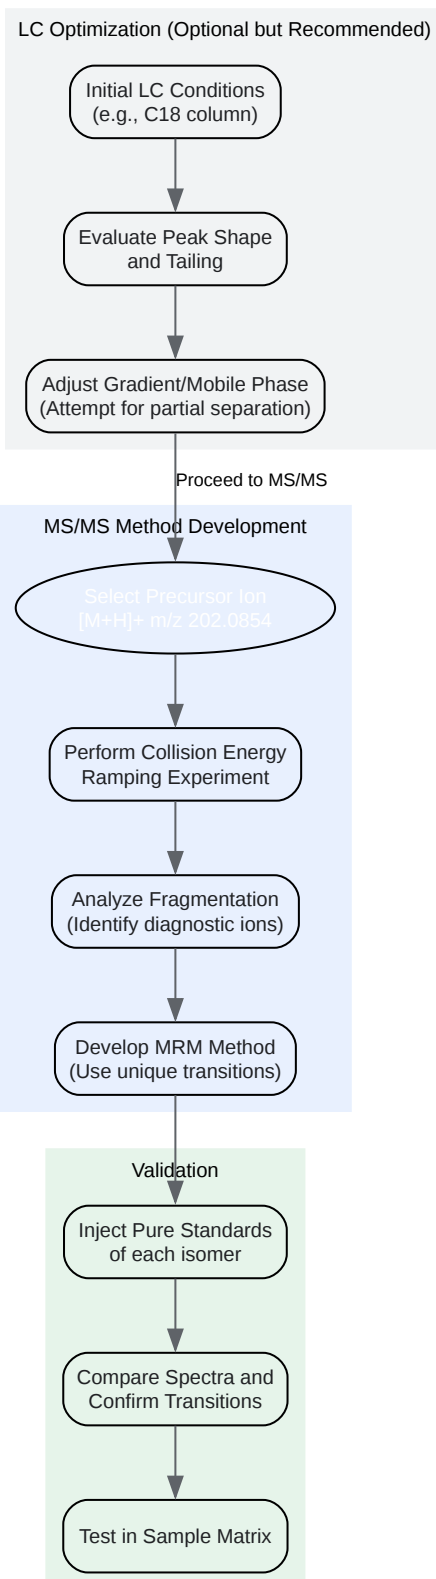 LC Optimization (Optional but Recommended)
Initial LC Conditions
(e.g., C18 column)
Evaluate Peak Shape
and Tailing
Adjust Gradient/Mobile Phase
(Attempt for partial separation)
Proceed to MS/MS
MS/MS Method Development
Select Precursor Ion
[M+H]+ m/z 202.0854
Perform Collision Energy
Ramping Experiment
Analyze Fragmentation
(Identify diagnostic ions)
Develop MRM Method
(Use unique transitions)
Validation
Inject Pure Standards
of each isomer
Compare Spectra and
Confirm Transitions
Test in Sample Matrix